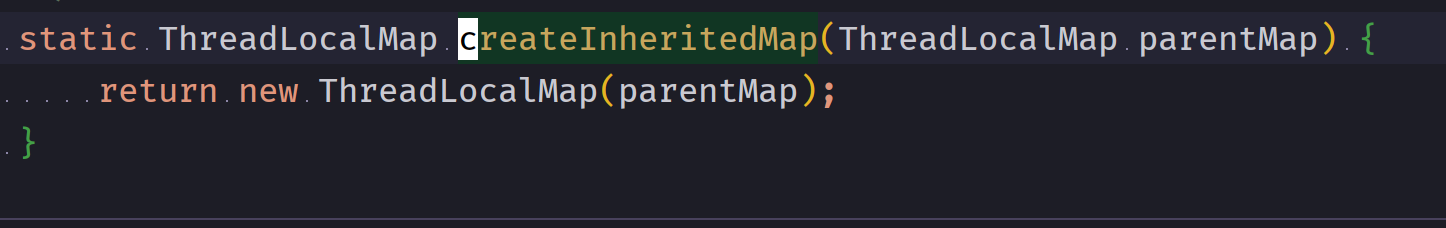 static ThreadLocalMap createInheritedMap(ThreadLocalMap parentMap) {
return new ThreadLocalMap(parentMap);
}